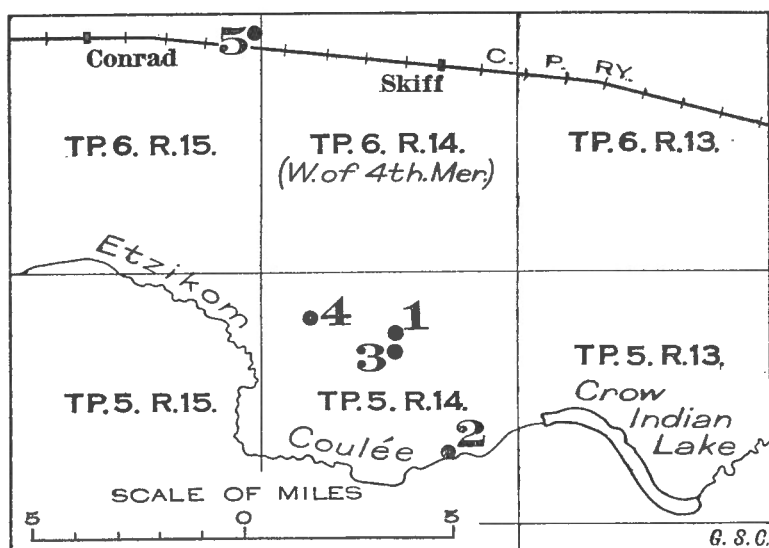 5
Conrad
Skiff
C. P. RY.
TP. 6. R. 15.
TP. 6. R. 14.
(W. of 4th. Mer.)
TP. 6. R. 13.
Etzikom
4
1
3
TP. 5. R. 15.
TP. 5. R. 14.
TP. 5. R. 13.
Crow
Indian
Lake
Coulée
2
SCALE OF MILES
5 0 5
G. S. C.